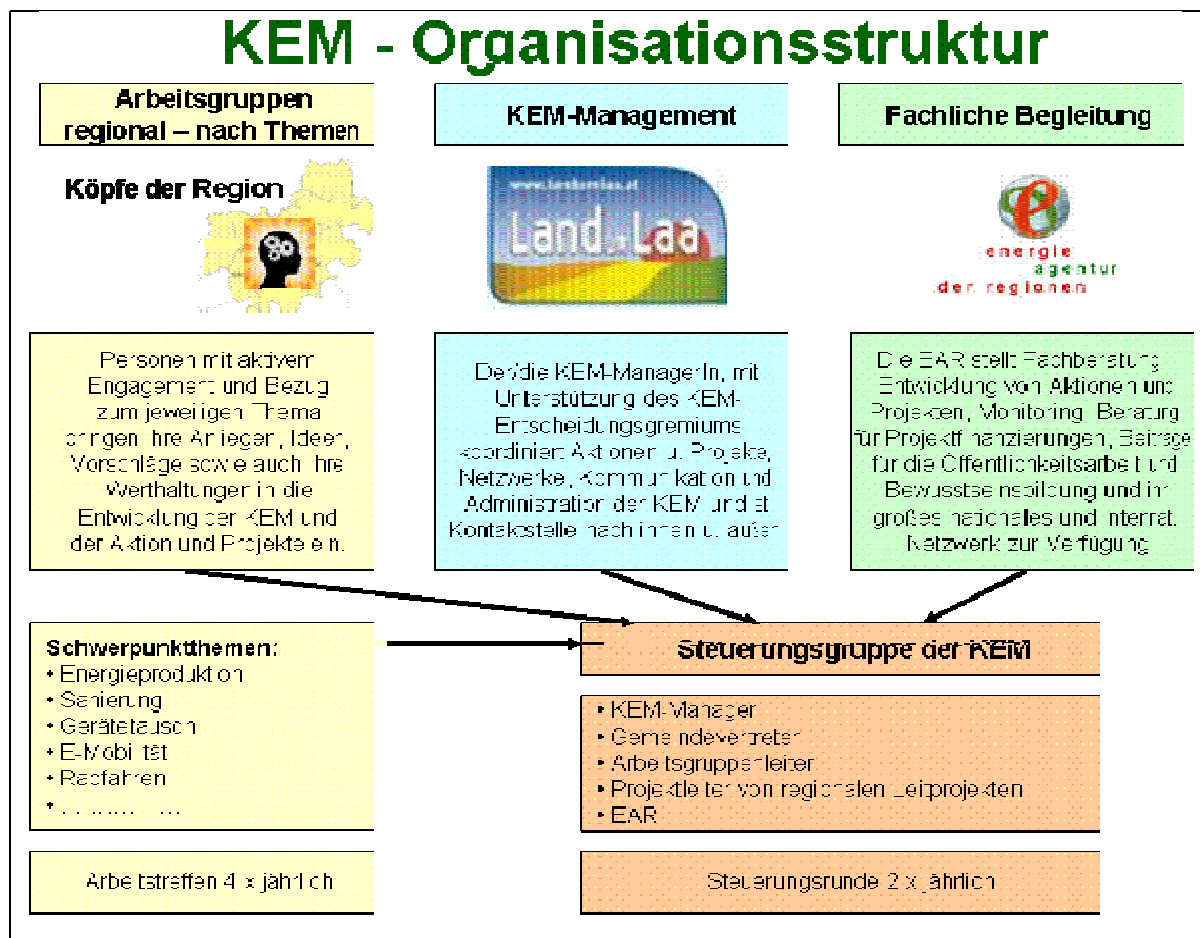 KEM - Organisationsstruktur
Arbeitsgruppen
regional – nach Themen
KEM-Management
Fachliche Begleitung
Köpfe der Region
www.landumlaa.at
Land um Laa
energie
agentur
der regionen
Personen mit aktivem
Engagement und Bezug
zum jeweiligen Thema
bringen ihre Anliegen, Ideen,
Vorschläge sowie auch ihre
Werthaltungen in die
Entwicklung der KEM und
der Aktion und Projekte ein.
Der/die KEM-ManagerIn, mit
Unterstützung des KEM-
Entscheidungsgremiums
koordiniert Aktionen u. Projekte,
Netzwerke, Kommunikation und
Administration der KEM und ist
Kontaktstelle nach innen u. außen
Die EAR stellt Fachberatung
Entwicklung von Aktionen und
Projekten, Monitoring, Beratung
für Projektfinanzierungen, Beiträge
für die Öffentlichkeitsarbeit und
Bewusstseinsbildung und ihr
großes nationales und internat.
Netzwerk zur Verfügung
Schwerpunktthemen:
• Energieproduktion
• Sanierung
• Gerätetausch
• E-Mobilität
• Radfahren
Steuerungsgruppe der KEM
• KEM-Manager
• Gemeindevertreter
• Arbeitsgruppenleiter
• Projektleiter von regionalen Leitprojekten
• EAR
Arbeitstreffen 4 x jährlich
Steuerungsrunde 2 x jährlich